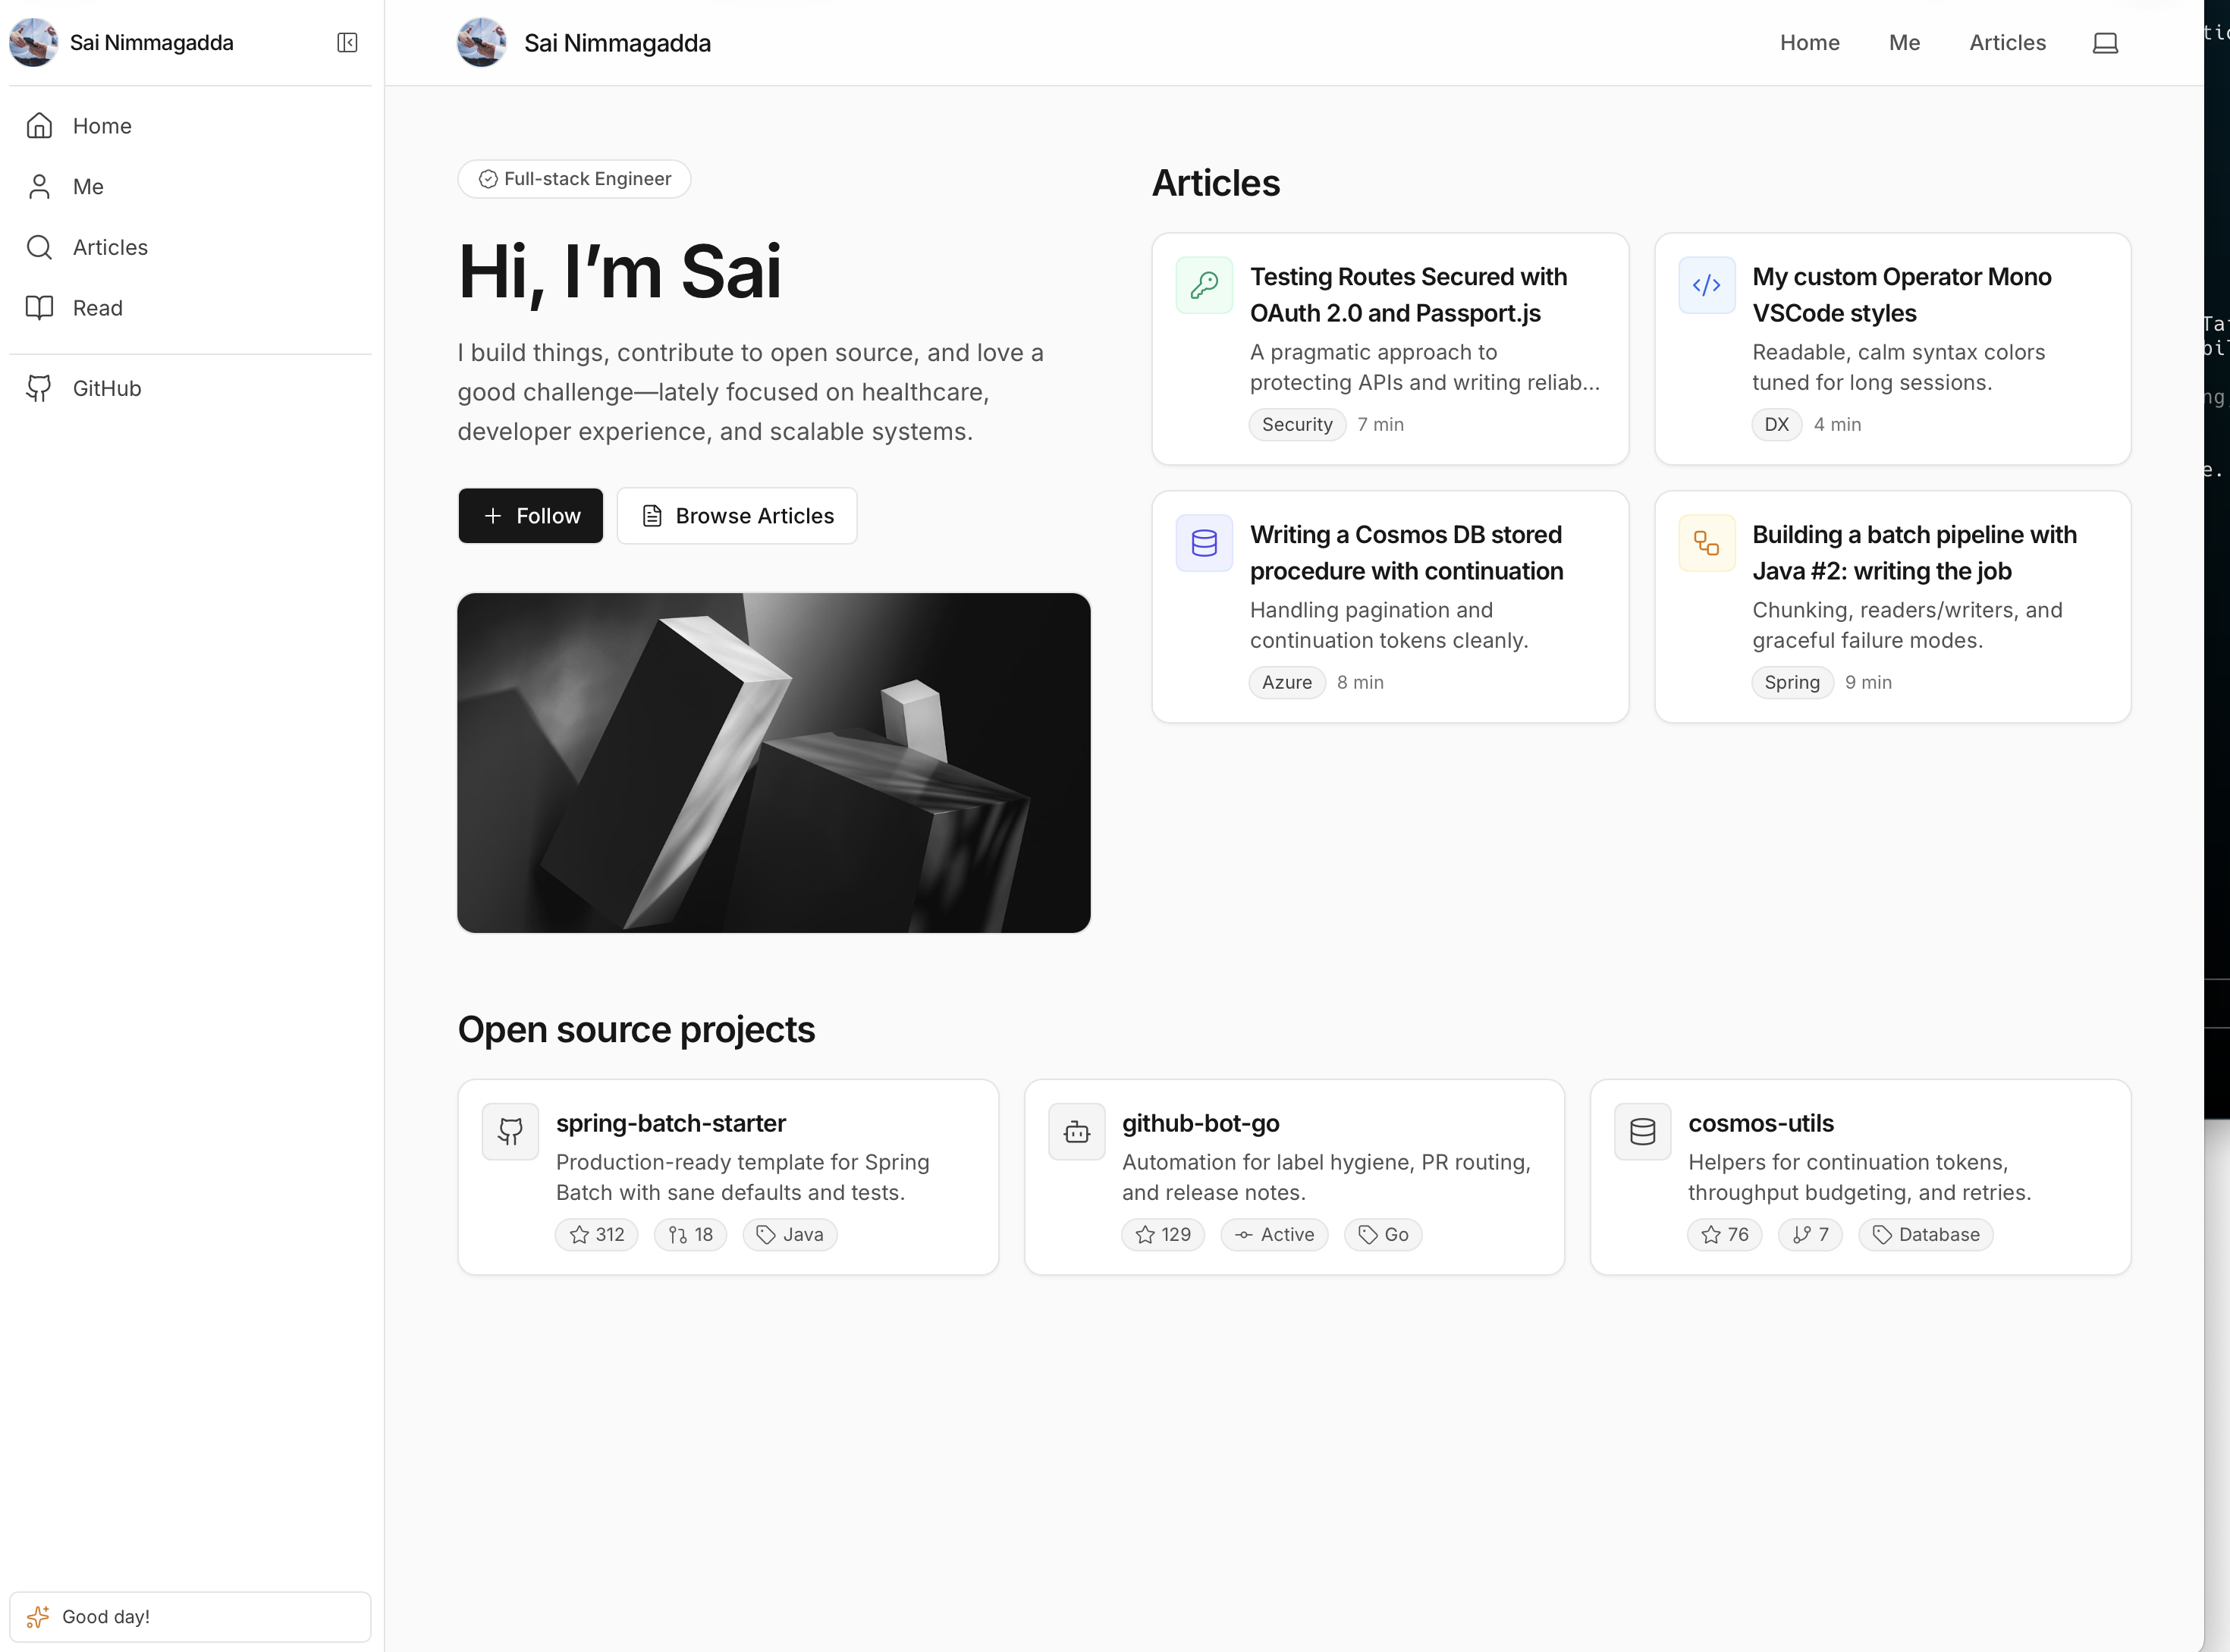 Sai Nimmagadda
Home
Me
Articles
Read
GitHub
Good day!
Sai Nimmagadda
Home
Me
Articles
Full-stack Engineer
Hi, I’m Sai
I build things, contribute to open source, and love a
good challenge—lately focused on healthcare,
developer experience, and scalable systems.
Follow
Browse Articles
Articles
Testing Routes Secured with
OAuth 2.0 and Passport.js
A pragmatic approach to
protecting APIs and writing reliab...
Security 7 min
My custom Operator Mono
VSCode styles
Readable, calm syntax colors
tuned for long sessions.
DX 4 min
Writing a Cosmos DB stored
procedure with continuation
Handling pagination and
continuation tokens cleanly.
Azure 8 min
Building a batch pipeline with
Java #2: writing the job
Chunking, readers/writers, and
graceful failure modes.
Spring 9 min
Open source projects
spring-batch-starter
Production-ready template for Spring
Batch with sane defaults and tests.
312 18 Java
github-bot-go
Automation for label hygiene, PR routing,
and release notes.
129 Active Go
cosmos-utils
Helpers for continuation tokens,
throughput budgeting, and retries.
76 7 Database